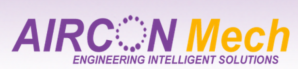 AIRCON Mech
ENGINEERING INTELLIGENT SOLUTIONS